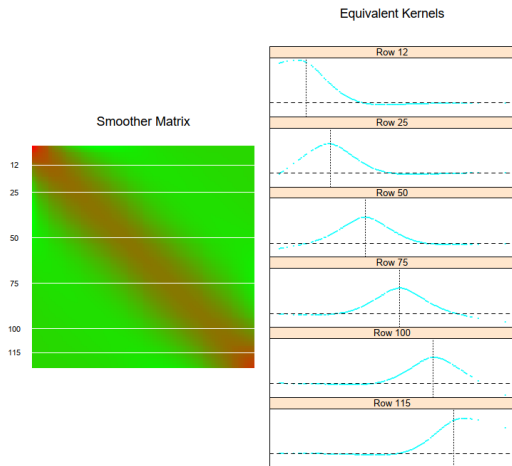 Equivalent Kernels
Row 12
Smoother Matrix
12
25
50
75
100
115
Row 25
Row 50
Row 75
Row 100
Row 115